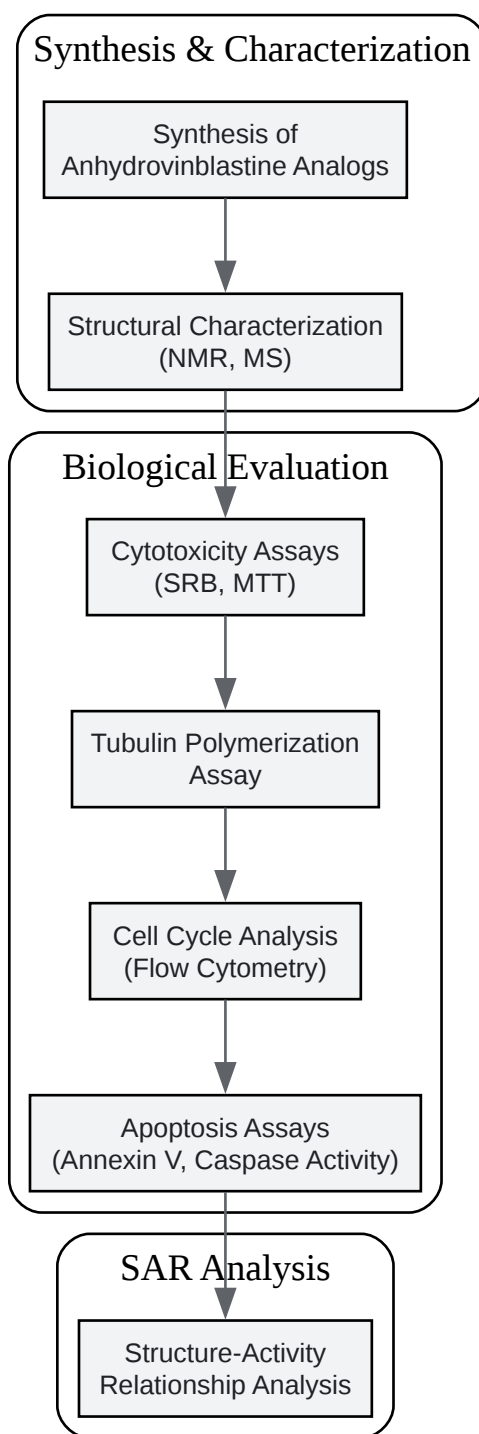 Synthesis & Characterization
Synthesis of
Anhydrovinblastine Analogs
Structural Characterization
(NMR, MS)
Biological Evaluation
Cytotoxicity Assays
(SRB, MTT)
Tubulin Polymerization
Assay
Cell Cycle Analysis
(Flow Cytometry)
Apoptosis Assays
(Annexin V, Caspase Activity)
SAR Analysis
Structure-Activity
Relationship Analysis